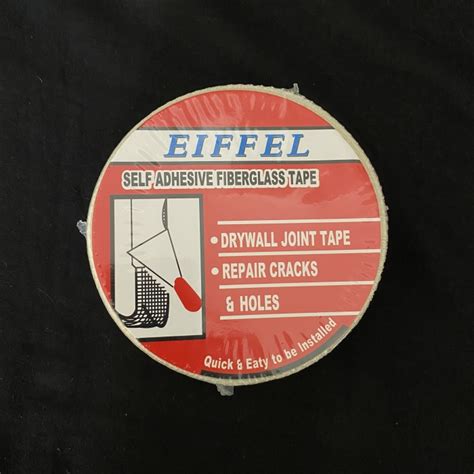 EIFFEL
SELF ADHESIVE FIBERGLASS TAPE
• DRYWALL JOINT TAPE
• REPAIR CRACKS
& HOLES
Quick & Eaty to be Installed